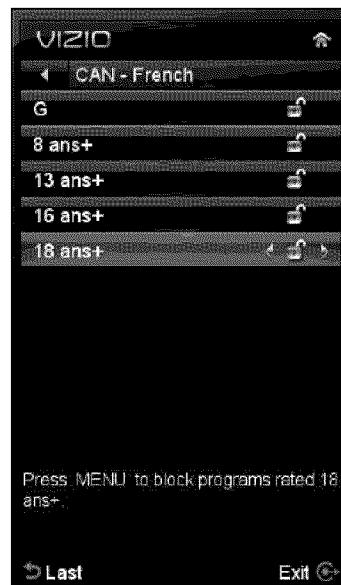 VIZIO
CAN - French
G
8 ans+
13 ans+
16 ans+
18 ans+
Press MENU to block programs rated 18
ans+.
Last Exit